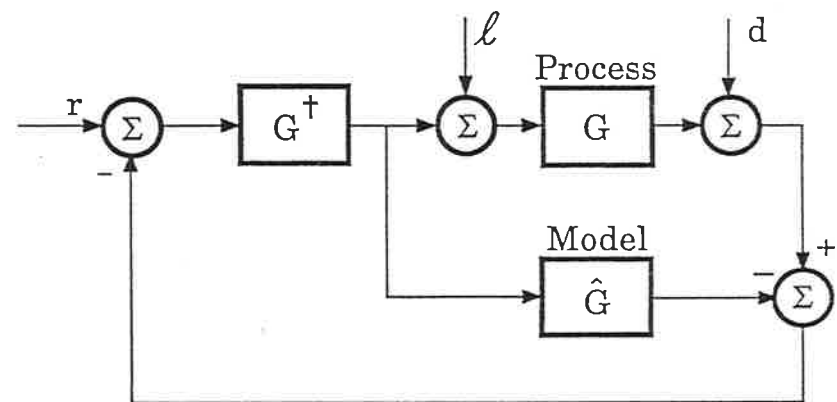 ℓ
d
Process
r
Σ
G†
Σ
G
Σ
-
Model
+
-
Ĝ
Σ